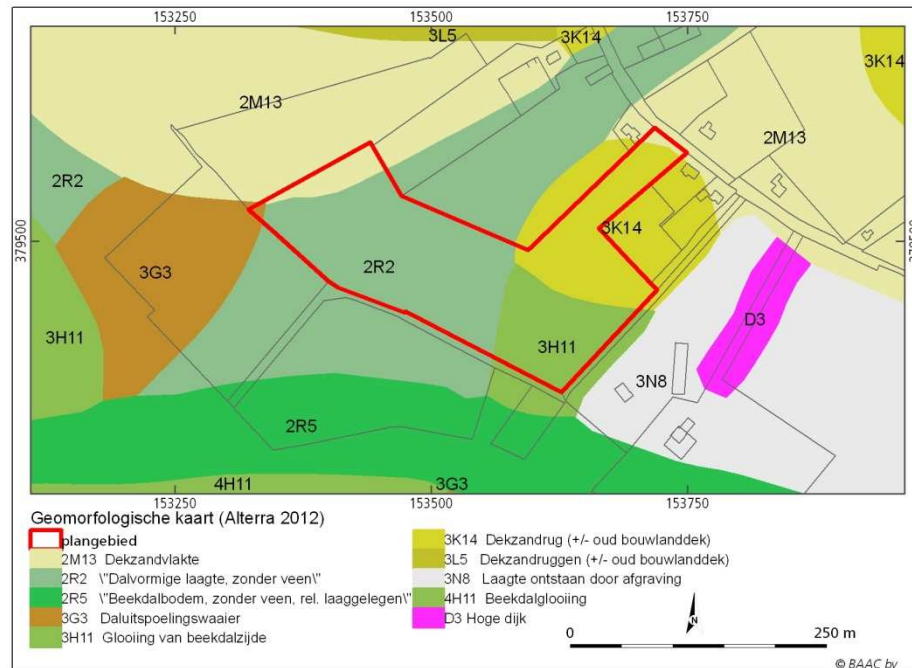 153250 153500 153750
3L5
3K14
3K14
2M13
2M13
2R2
3K14
379500
379500
3G3
2R2
D3
3H11
3H11
3N8
2R5
4H11
3G3
153250 153500 153750
Geomorfologische kaart (Alterra 2012)
plangebied
2M13 Dekzandvlakte
2R2 \"Dalvormige laagte, zonder veen\"
2R5 \"Beekdalbodem, zonder veen, rel. laaggelegen\"
3G3 Daluitspoelingswaaier
3H11 Glooiing van beekdalzijde
3K14 Dekzandrug (+/- oud bouwlanddek)
3L5 Dekzandruggen (+/- oud bouwlanddek)
3N8 Laagte ontstaan door afgraving
4H11 Beekdalglooiing
D3 Hoge dijk
N
0 250 m
© BAAC bv